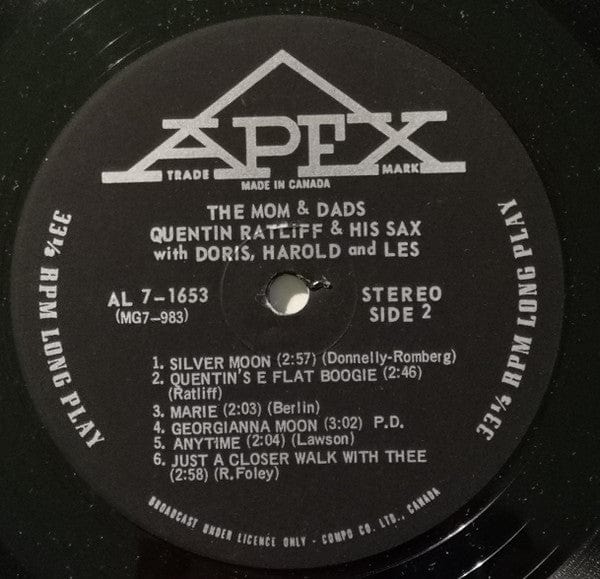 APEX
TRADE MARK
MADE IN CANADA
THE MOM & DADS
QUENTIN RATLIFF & HIS SAX
with DORIS, HAROLD and LES
AL 7-1653
(MG7-983)
STEREO
SIDE 2
33⅓ RPM LONG PLAY
33⅓ RPM LONG PLAY
1. SILVER MOON (2:57) (Donnelly-Romberg)
2. QUENTIN'S E FLAT BOOGIE (2:46)
(Ratliff)
3. MARIE (2:03) (Berlin)
4. GEORGIANNA MOON (3:02) P.D.
5. ANYTIME (2:04) (Lawson)
6. JUST A CLOSER WALK WITH THEE
(2:58) (R.Foley)
BROADCAST UNDER LICENCE ONLY - COMPO CO. LTD., CANADA